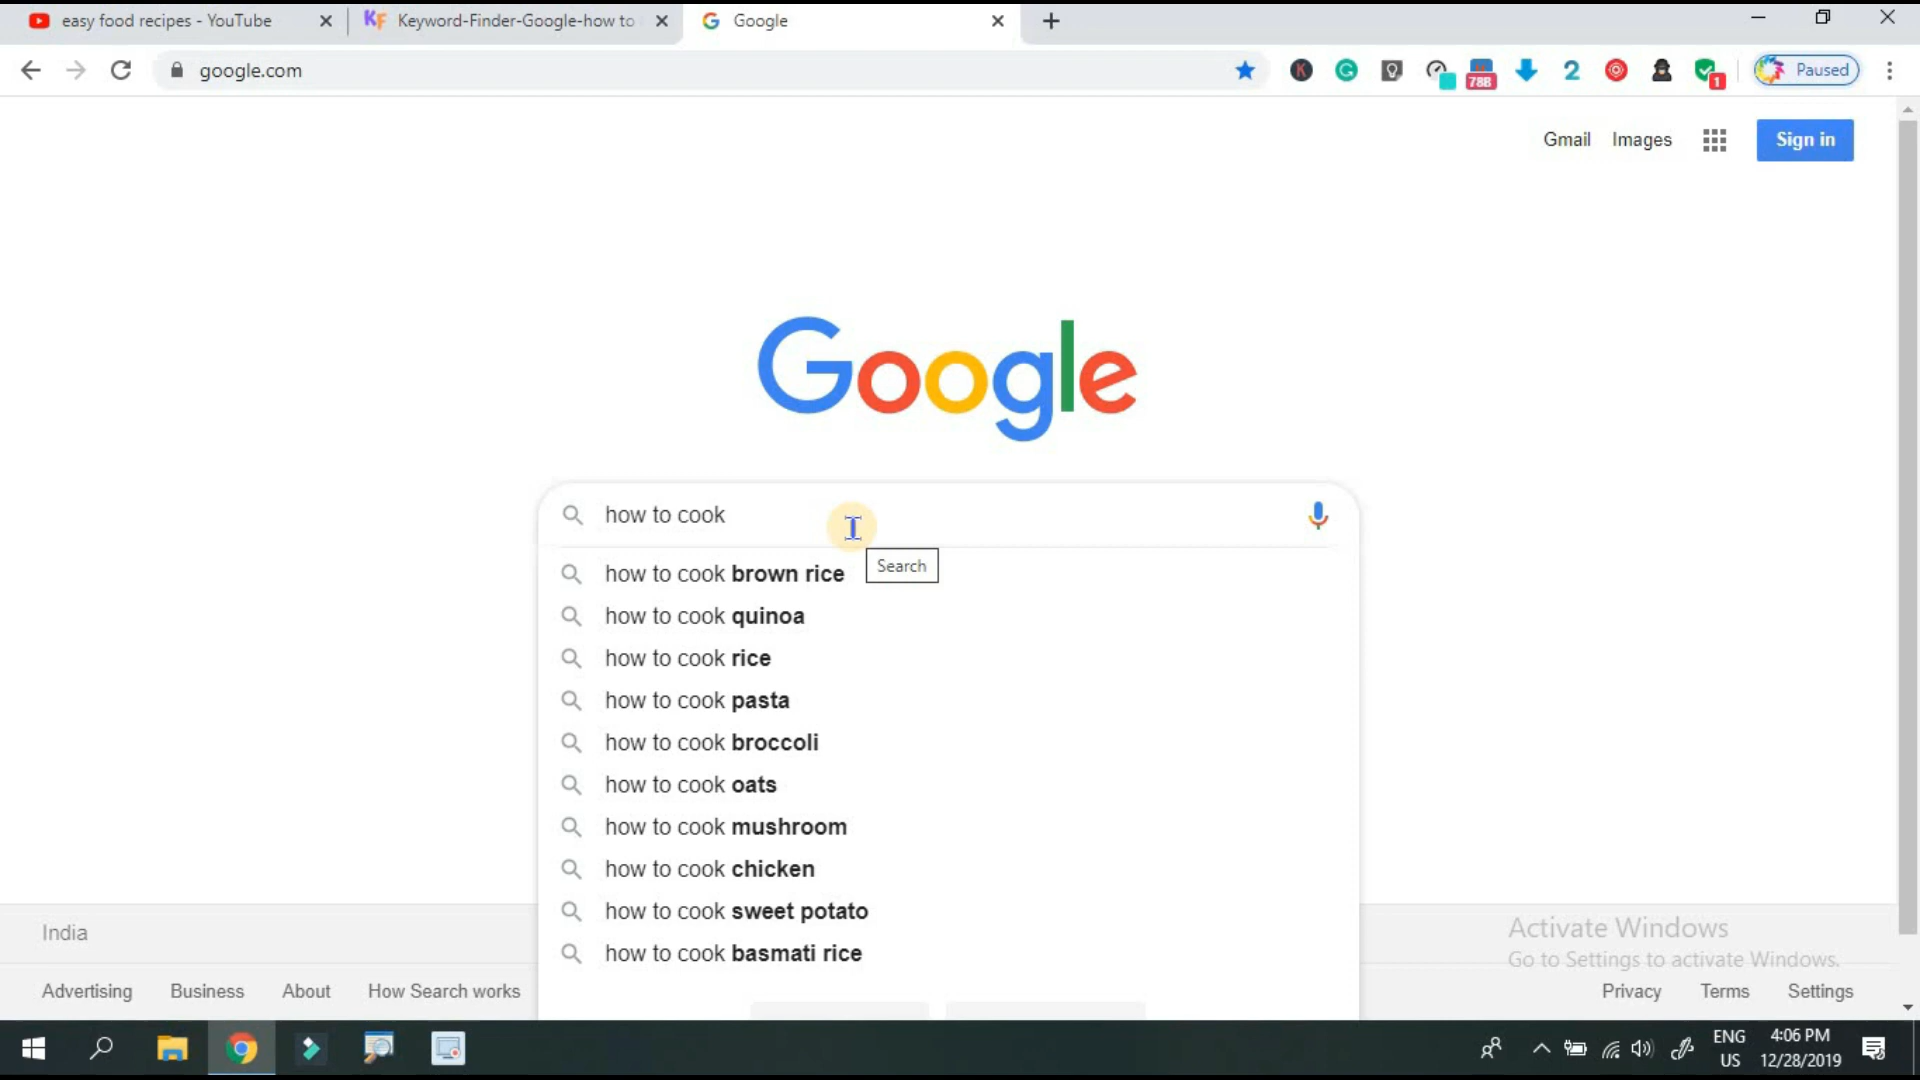 easy food recipes - YouTube
KF Keyword-Finder-Google-how to
Google
google.com
78B
2
1
Paused
Gmail Images Sign in
Google
how to cook
Search
how to cook brown rice
how to cook quinoa
how to cook rice
how to cook pasta
how to cook broccoli
how to cook oats
how to cook mushroom
how to cook chicken
how to cook sweet potato
how to cook basmati rice
India
Activate Windows
Go to Settings to activate Windows.
Advertising Business About How Search works Privacy Terms Settings
ENG 4:06 PM
US 12/28/2019